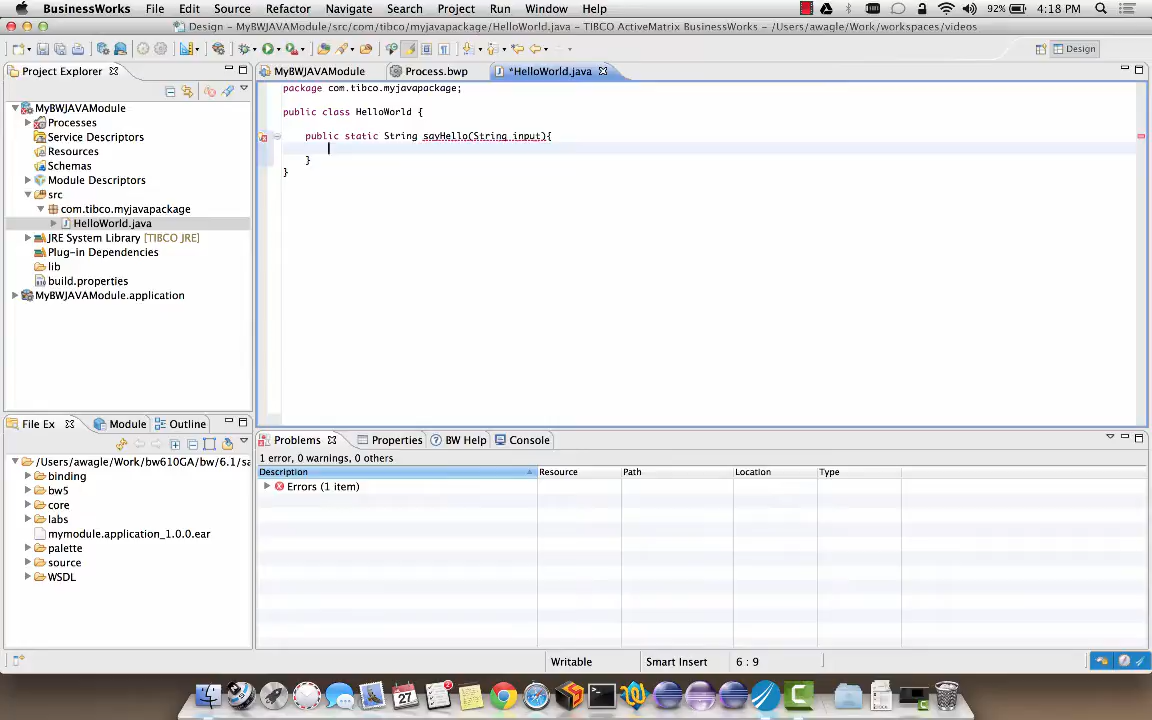 BusinessWorks File Edit Source Refactor Navigate Search Project Run Window Help 92% 4:18 PM
Design - MyBWJAVAModule/src/com/tibco/myjavapackage/HelloWorld.java - TIBCO ActiveMatrix BusinessWorks - /Users/awagle/Work/workspaces/videos
Design
Project Explorer
MyBWJAVAModule Process.bwp *HelloWorld.java
MyBWJAVAModule
Processes
Service Descriptors
Resources
Schemas
Module Descriptors
src
com.tibco.myjavapackage
HelloWorld.java
JRE System Library [TIBCO JRE]
Plug-in Dependencies
lib
build.properties
MyBWJAVAModule.application
package com.tibco.myjavapackage;
public class HelloWorld {
public static String sayHello(String input){
}
}
File Ex Module Outline
/Users/awagle/Work/bw610GA/bw/6.1/sa
binding
bw5
core
labs
mymodule.application_1.0.0.ear
palette
source
WSDL
Problems Properties BW Help Console
1 error, 0 warnings, 0 others
Description Resource Path Location Type
Errors (1 item)
Writable Smart Insert 6 : 9
27